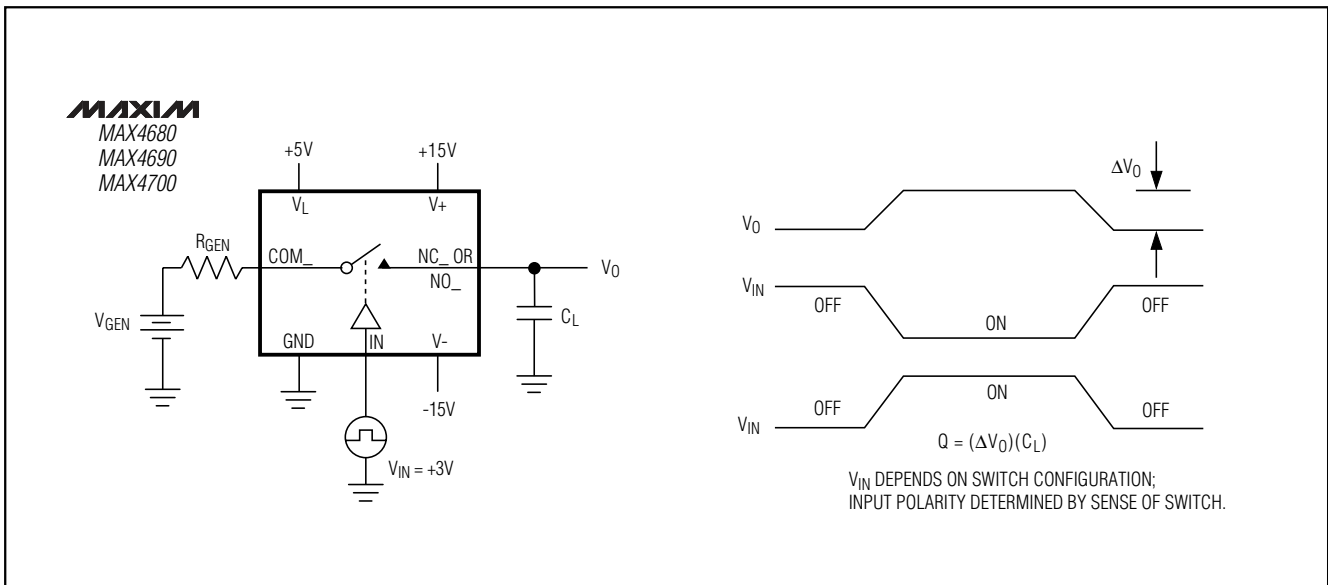 MAXIM
MAX4680
MAX4690
MAX4700
+5V
+15V
VL
V+
RGEN
COM_
NC_ OR
NO_
VO
VGEN
CL
GND
IN
V-
-15V
VIN = +3V
ΔVO
VO
VIN
OFF
ON
OFF
VIN
OFF
ON
OFF
Q = (ΔVO)(CL)
VIN DEPENDS ON SWITCH CONFIGURATION;
INPUT POLARITY DETERMINED BY SENSE OF SWITCH.